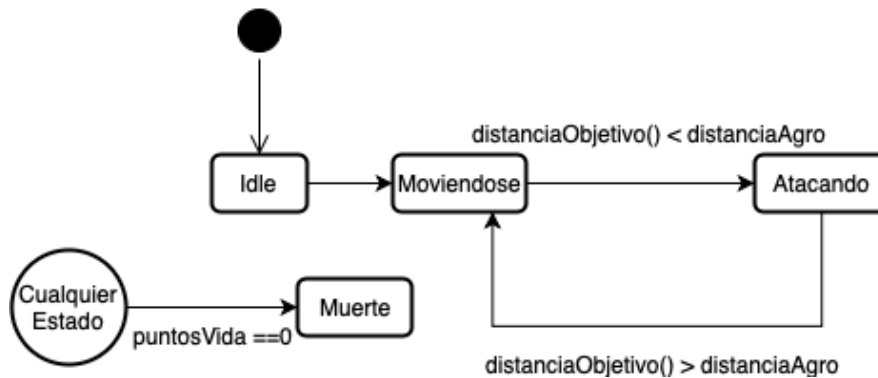 distanciaObjetivo() < distanciaAgro
Idle
Moviendose
Atacando
Cualquier
Estado
Muerte
puntosVida ==0
distanciaObjetivo() > distanciaAgro